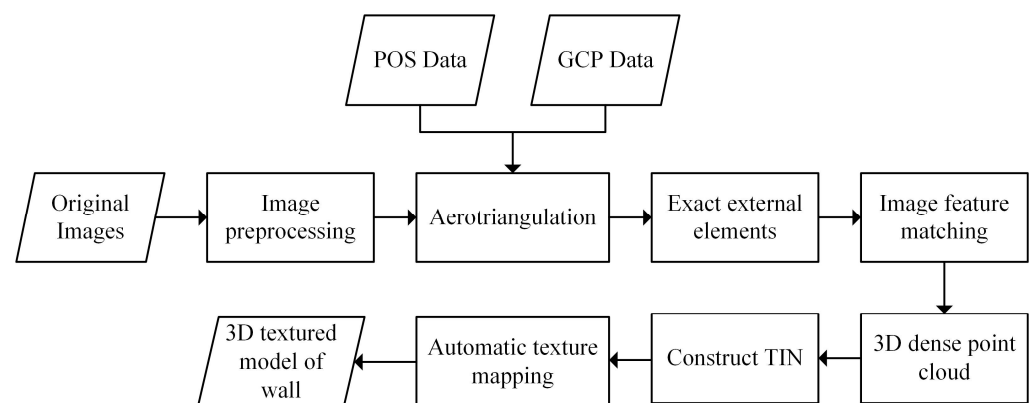 POS Data
GCP Data
Original
Images
Image
preprocessing
Aerotriangulation
Exact external
elements
Image feature
matching
3D textured
model of
wall
Automatic texture
mapping
Construct TIN
3D dense point
cloud